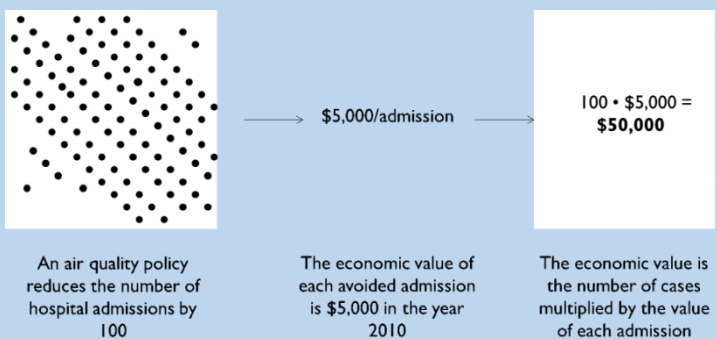 $5,000/admission
100 • $5,000 =
$50,000
An air quality policy
reduces the number of
hospital admissions by
100
The economic value of
each avoided admission
is $5,000 in the year
2010
The economic value is
the number of cases
multiplied by the value
of each admission